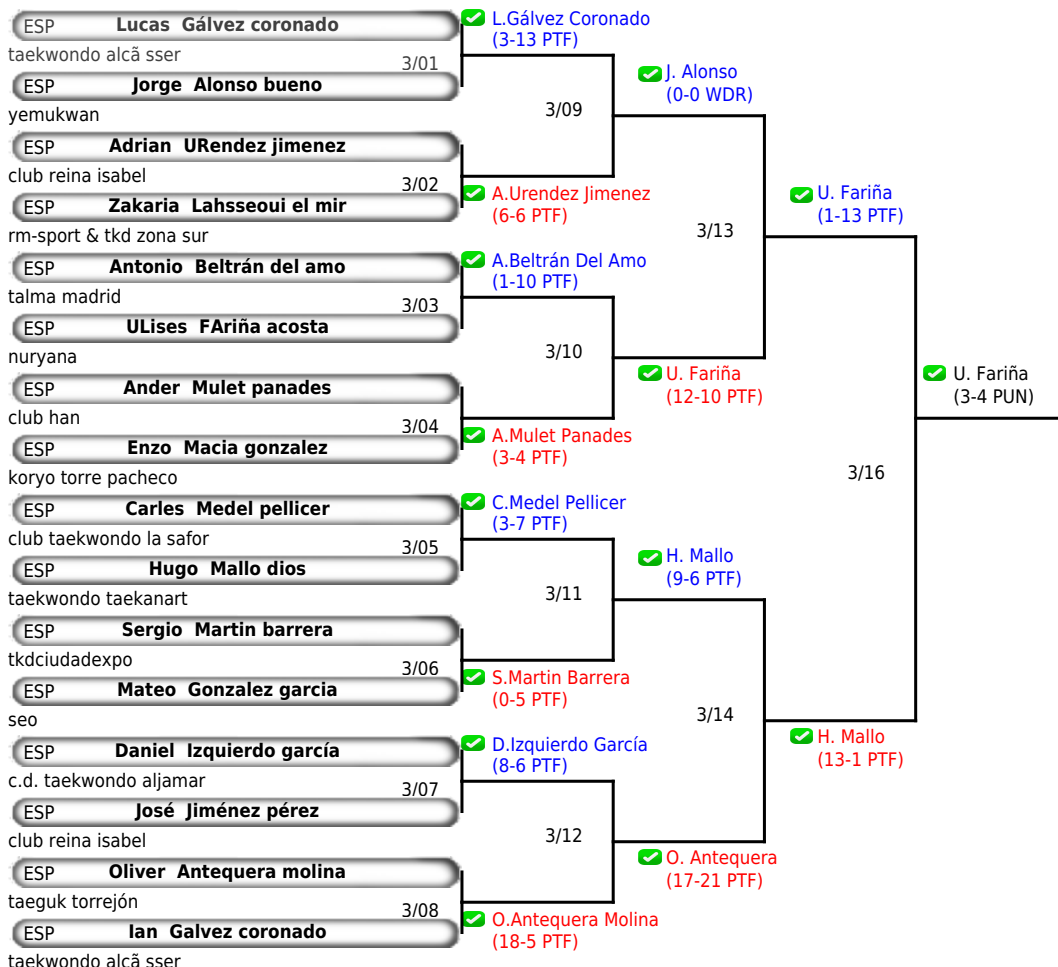 ESP Lucas Gálvez coronado
taekwondo alcã sser
3/01
ESP Jorge Alonso bueno
yemukwan
ESP Adrian URendez jimenez
club reina isabel
3/02
ESP Zakaria Lahsseoui el mir
rm-sport & tkd zona sur
ESP Antonio Beltrán del amo
talma madrid
3/03
ESP ULises FAriña acosta
nuryana
ESP Ander Mulet panades
club han
3/04
ESP Enzo Macia gonzalez
koryo torre pacheco
ESP Carles Medel pellicer
club taekwondo la safor
3/05
ESP Hugo Mallo dios
taekwondo taekanart
ESP Sergio Martin barrera
tkdciudadexpo
3/06
ESP Mateo Gonzalez garcia
seo
ESP Daniel Izquierdo garcía
c.d. taekwondo aljamar
3/07
ESP José Jiménez pérez
club reina isabel
ESP Oliver Antequera molina
taeguk torrejón
3/08
ESP Ian Galvez coronado
taekwondo alcã sser
L.Gálvez Coronado
(3-13 PTF)
3/09
A.Urendez Jimenez
(6-6 PTF)
A.Beltrán Del Amo
(1-10 PTF)
3/10
A.Mulet Panades
(3-4 PTF)
C.Medel Pellicer
(3-7 PTF)
3/11
S.Martin Barrera
(0-5 PTF)
D.Izquierdo García
(8-6 PTF)
3/12
O.Antequera Molina
(18-5 PTF)
J. Alonso
(0-0 WDR)
3/13
U. Fariña
(12-10 PTF)
H. Mallo
(9-6 PTF)
3/14
O. Antequera
(17-21 PTF)
U. Fariña
(1-13 PTF)
3/16
H. Mallo
(13-1 PTF)
U. Fariña
(3-4 PUN)